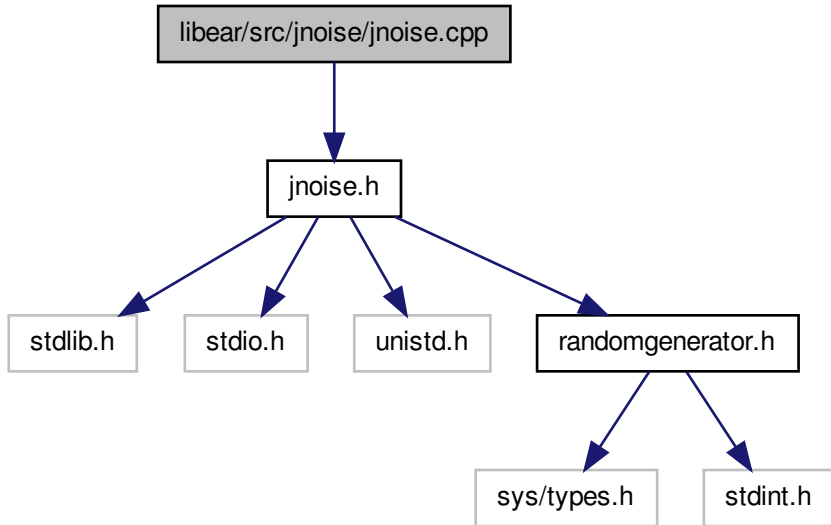 libear/src/jnoise/jnoise.cpp
jnoise.h
stdlib.h
stdio.h
unistd.h
randomgenerator.h
sys/types.h
stdint.h